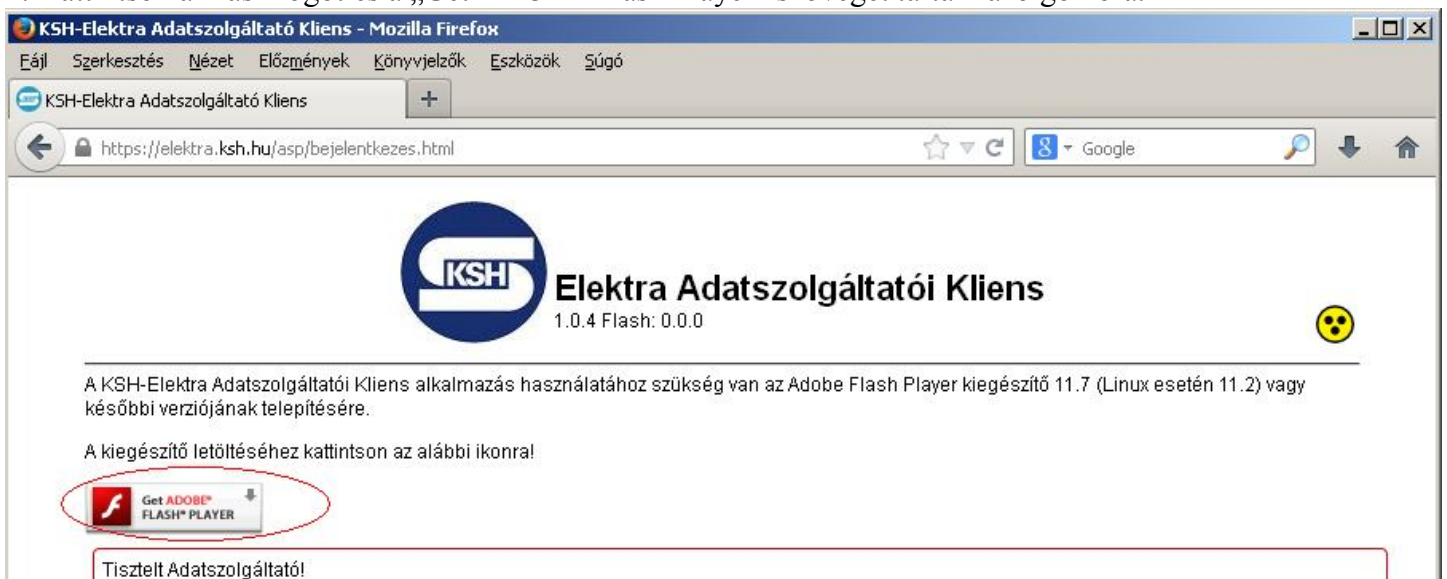 KSH-Elektra Adatszolgáltató Kliens - Mozilla Firefox
Fájl Szerkesztés Nézet Előzmények Könyvjelzők Eszközök Súgó
KSH-Elektra Adatszolgáltató Kliens +
https://elektra.ksh.hu/asp/bejelentkezes.html
8 Google
KSH
Elektra Adatszolgáltatói Kliens
1.0.4 Flash: 0.0.0
A KSH-Elektra Adatszolgáltatói Kliens alkalmazás használatához szükség van az Adobe Flash Player kiegészítő 11.7 (Linux esetén 11.2) vagy
későbbi verziójának telepítésére.
A kiegészítő letöltéséhez kattintson az alábbi ikonra!
Get ADOBE®
FLASH® PLAYER
Tisztelt Adatszolgáltató!